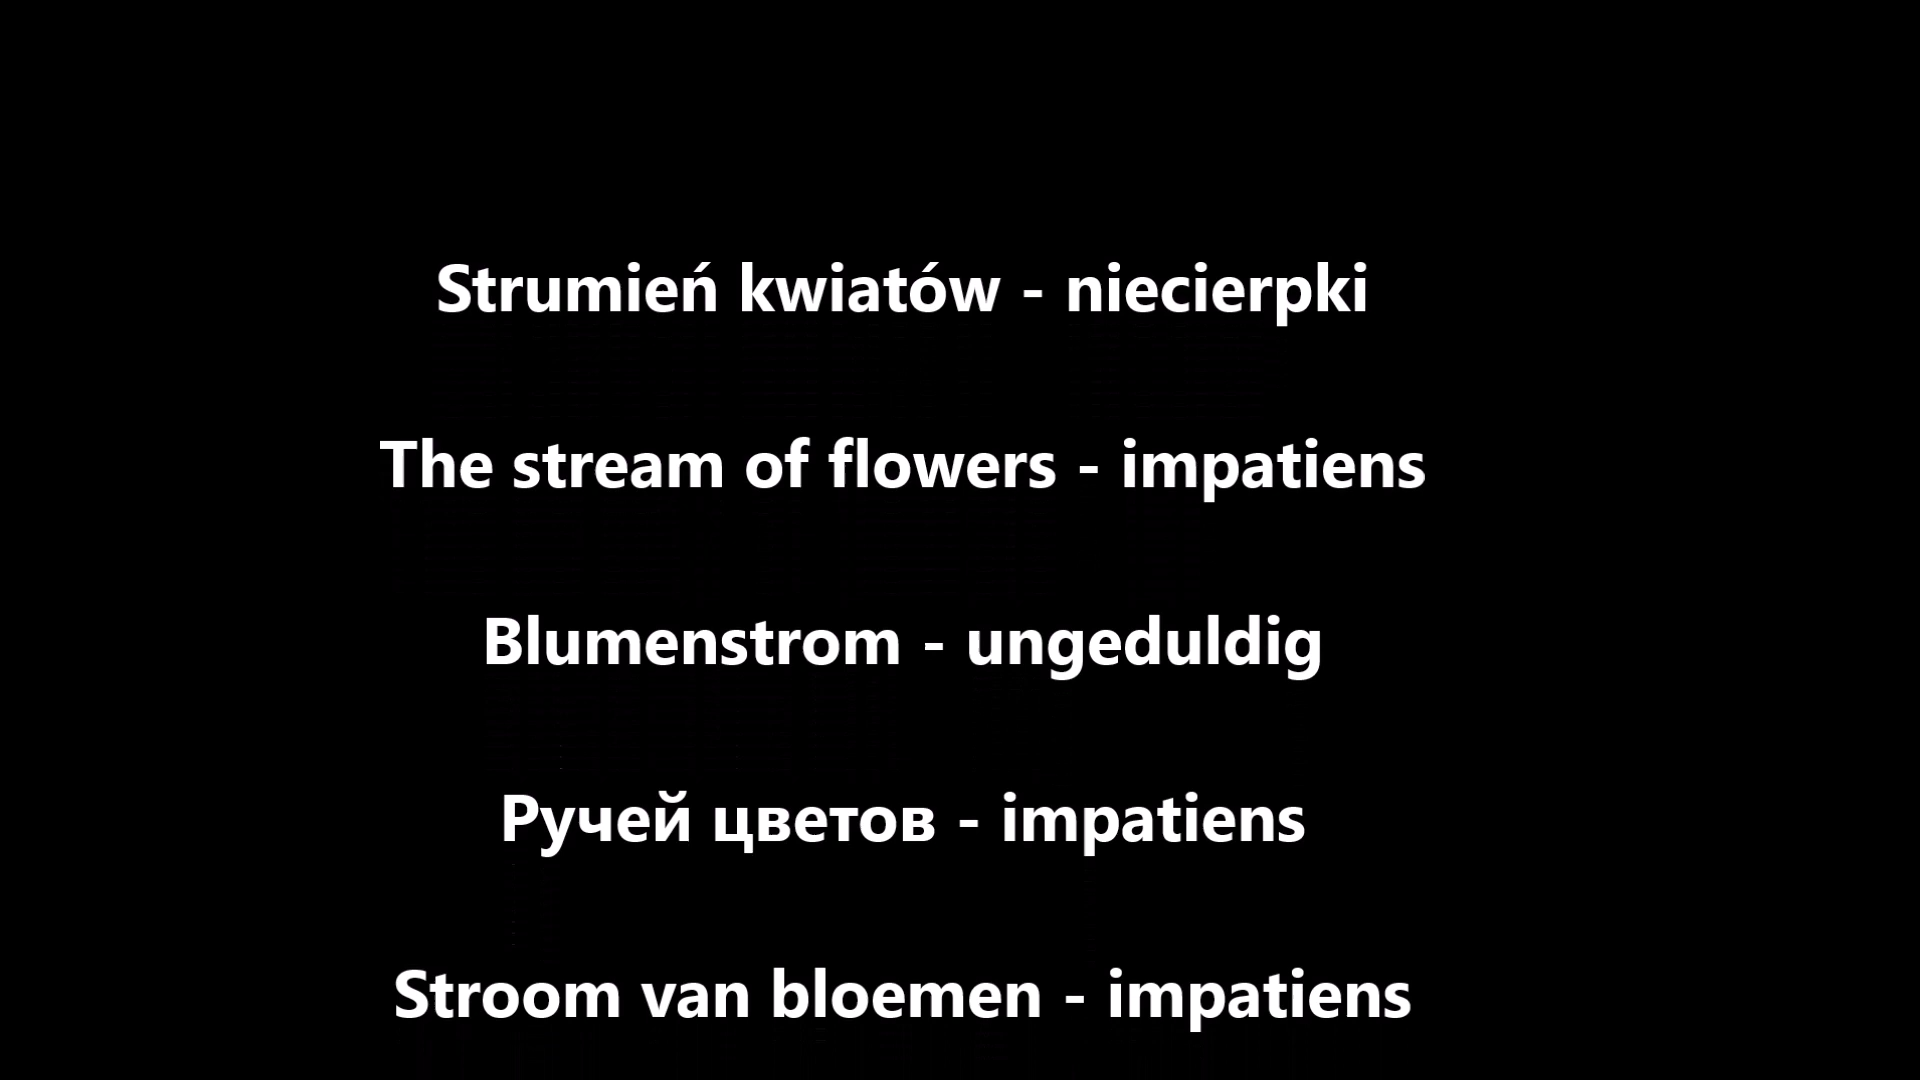 Strumień kwiatów - niecierpki
The stream of flowers - impatiens
Blumenstrom - ungeduldig
Ручей цветов - impatiens
Stroom van bloemen - impatiens